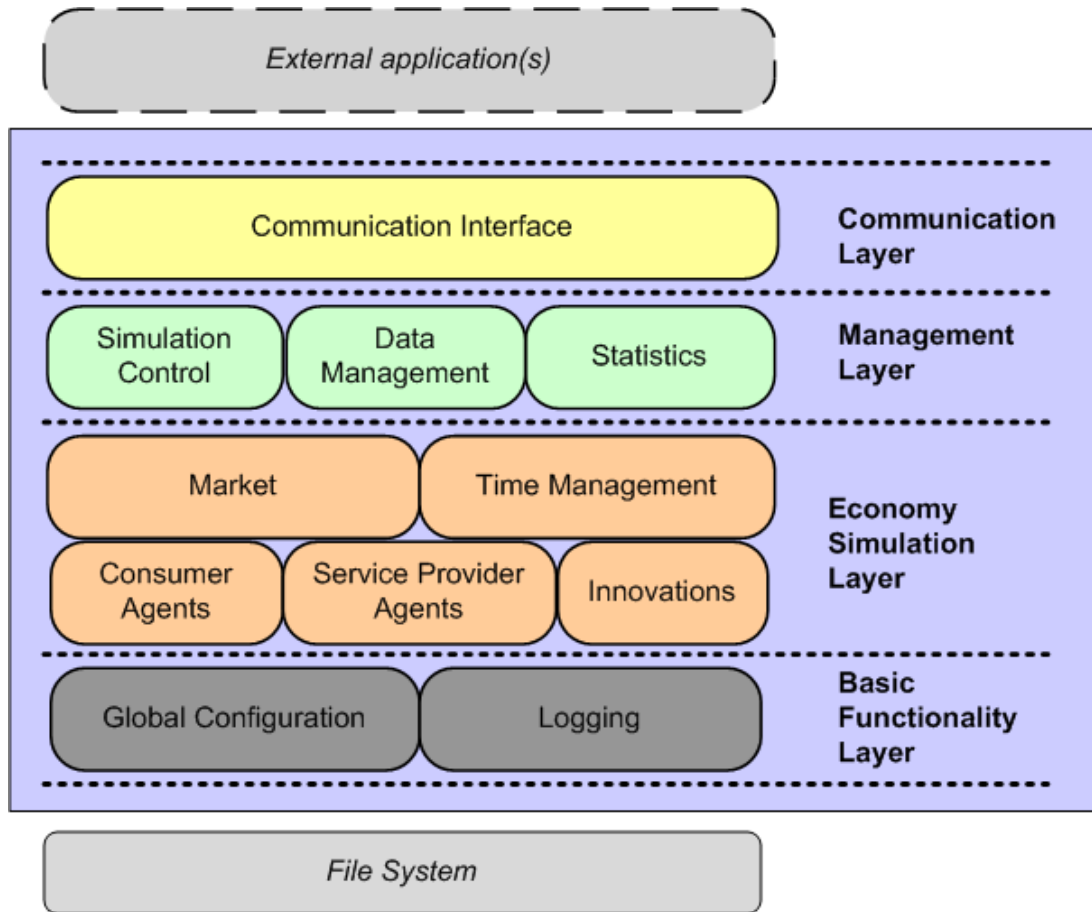 External application(s)
Communication Interface
Communication
Layer
Simulation
Control
Data
Management
Statistics
Management
Layer
Market
Time Management
Consumer
Agents
Service Provider
Agents
Innovations
Economy
Simulation
Layer
Global Configuration
Logging
Basic
Functionality
Layer
File System